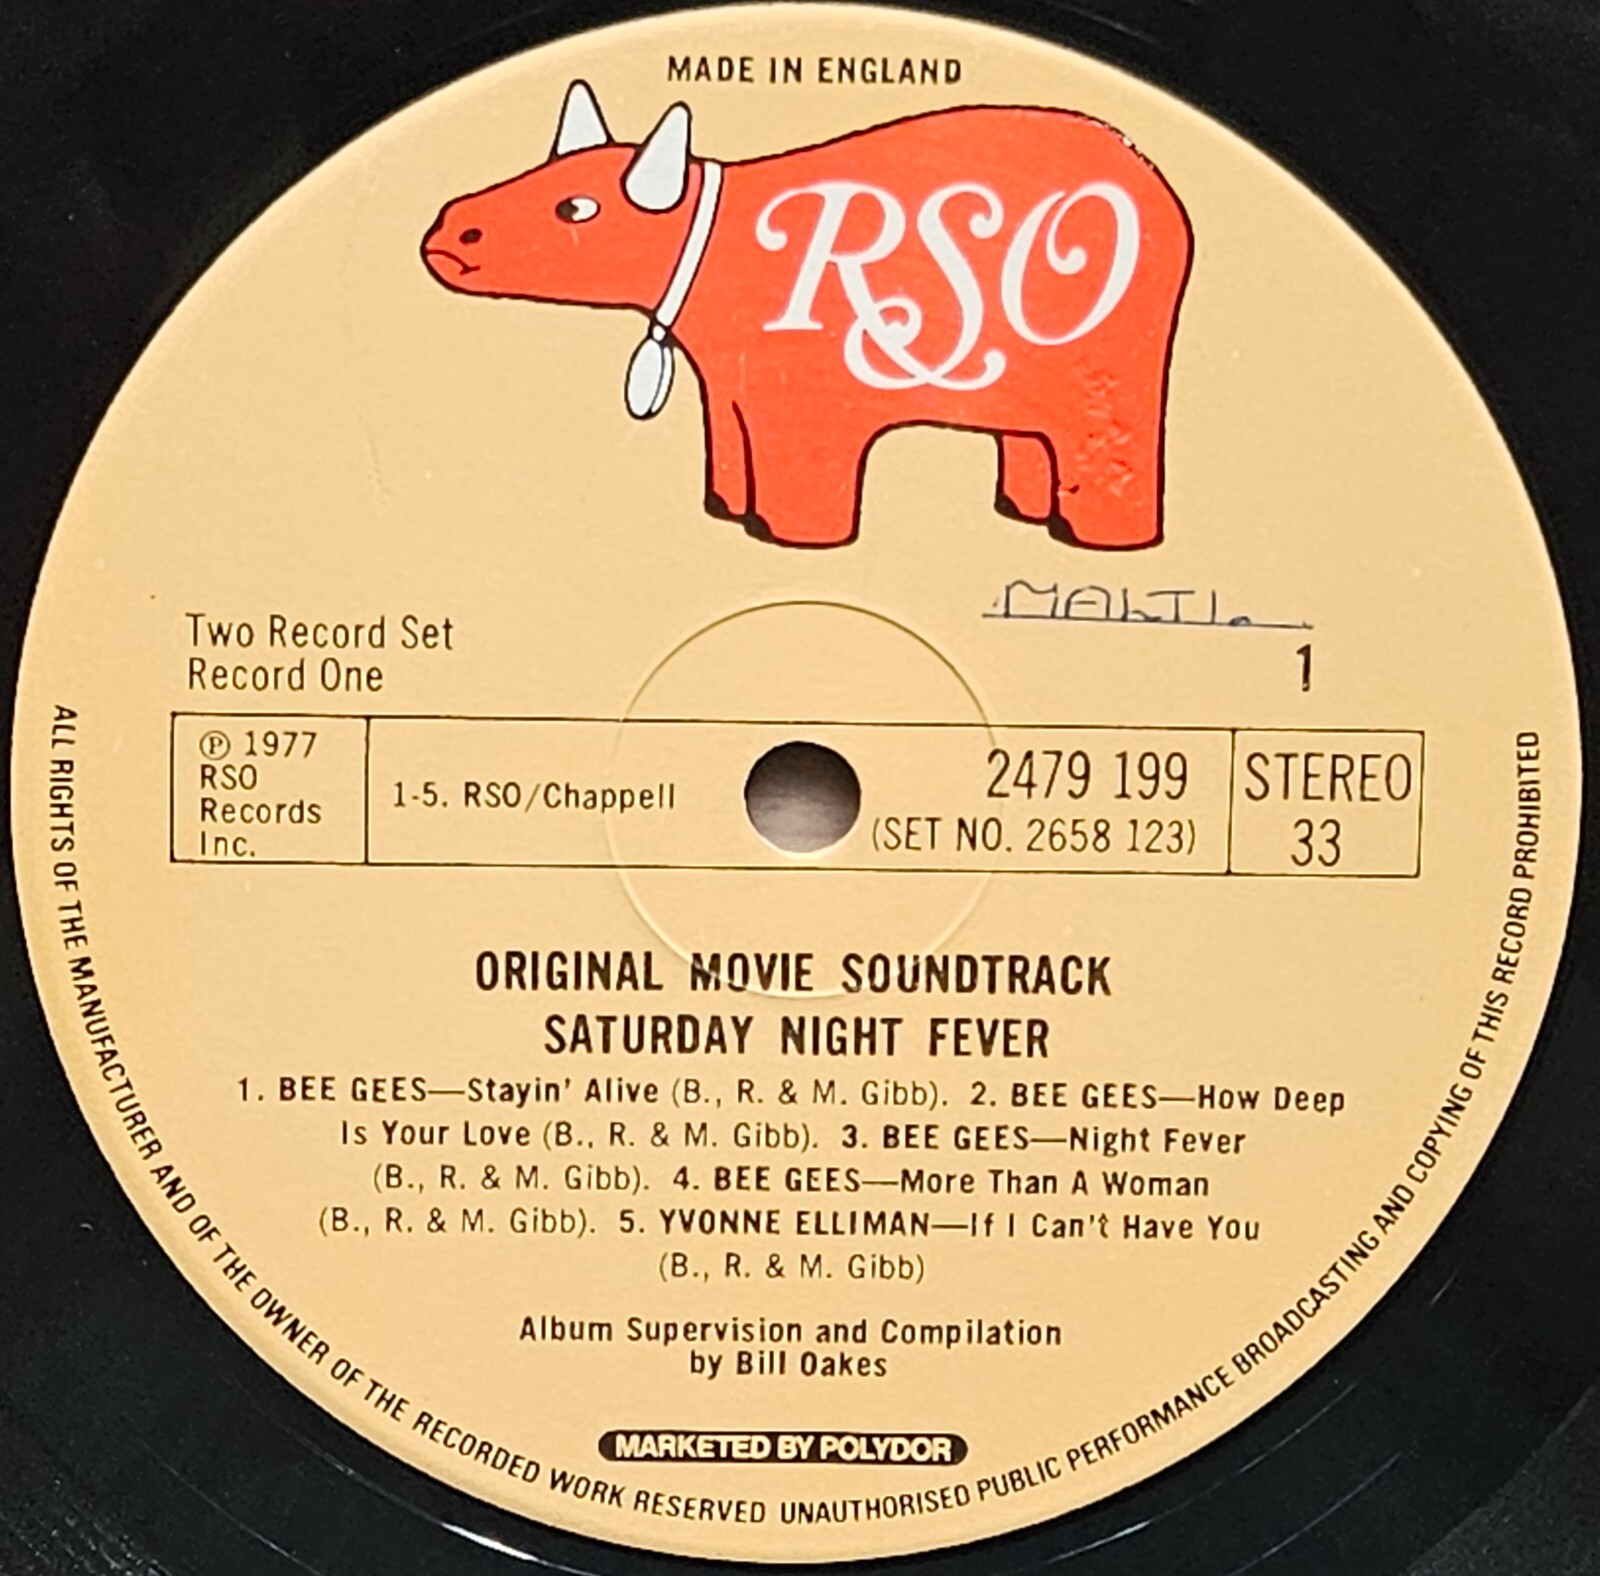 MADE IN ENGLAND
RSO
Two Record Set
Record One
1
℗ 1977
RSO
Records
Inc.
1-5. RSO/Chappell
2479 199
(SET NO. 2658 123)
STEREO
33
ORIGINAL MOVIE SOUNDTRACK
SATURDAY NIGHT FEVER
1. BEE GEES—Stayin' Alive (B., R. & M. Gibb). 2. BEE GEES—How Deep
Is Your Love (B., R. & M. Gibb). 3. BEE GEES—Night Fever
(B., R. & M. Gibb). 4. BEE GEES—More Than A Woman
(B., R. & M. Gibb). 5. YVONNE ELLIMAN—If I Can't Have You
(B., R. & M. Gibb)
Album Supervision and Compilation
by Bill Oakes
MARKETED BY POLYDOR
ALL RIGHTS OF THE MANUFACTURER AND OF THE OWNER OF THE RECORDED WORK RESERVED UNAUTHORISED PUBLIC PERFORMANCE BROADCASTING AND COPYING OF THIS RECORD PROHIBITED